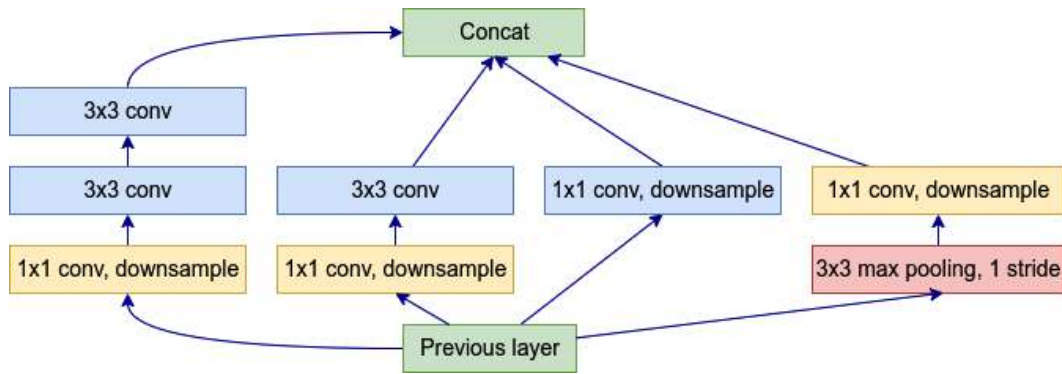 Concat
3x3 conv
3x3 conv
3x3 conv
1x1 conv, downsample
1x1 conv, downsample
1x1 conv, downsample
1x1 conv, downsample
3x3 max pooling, 1 stride
Previous layer